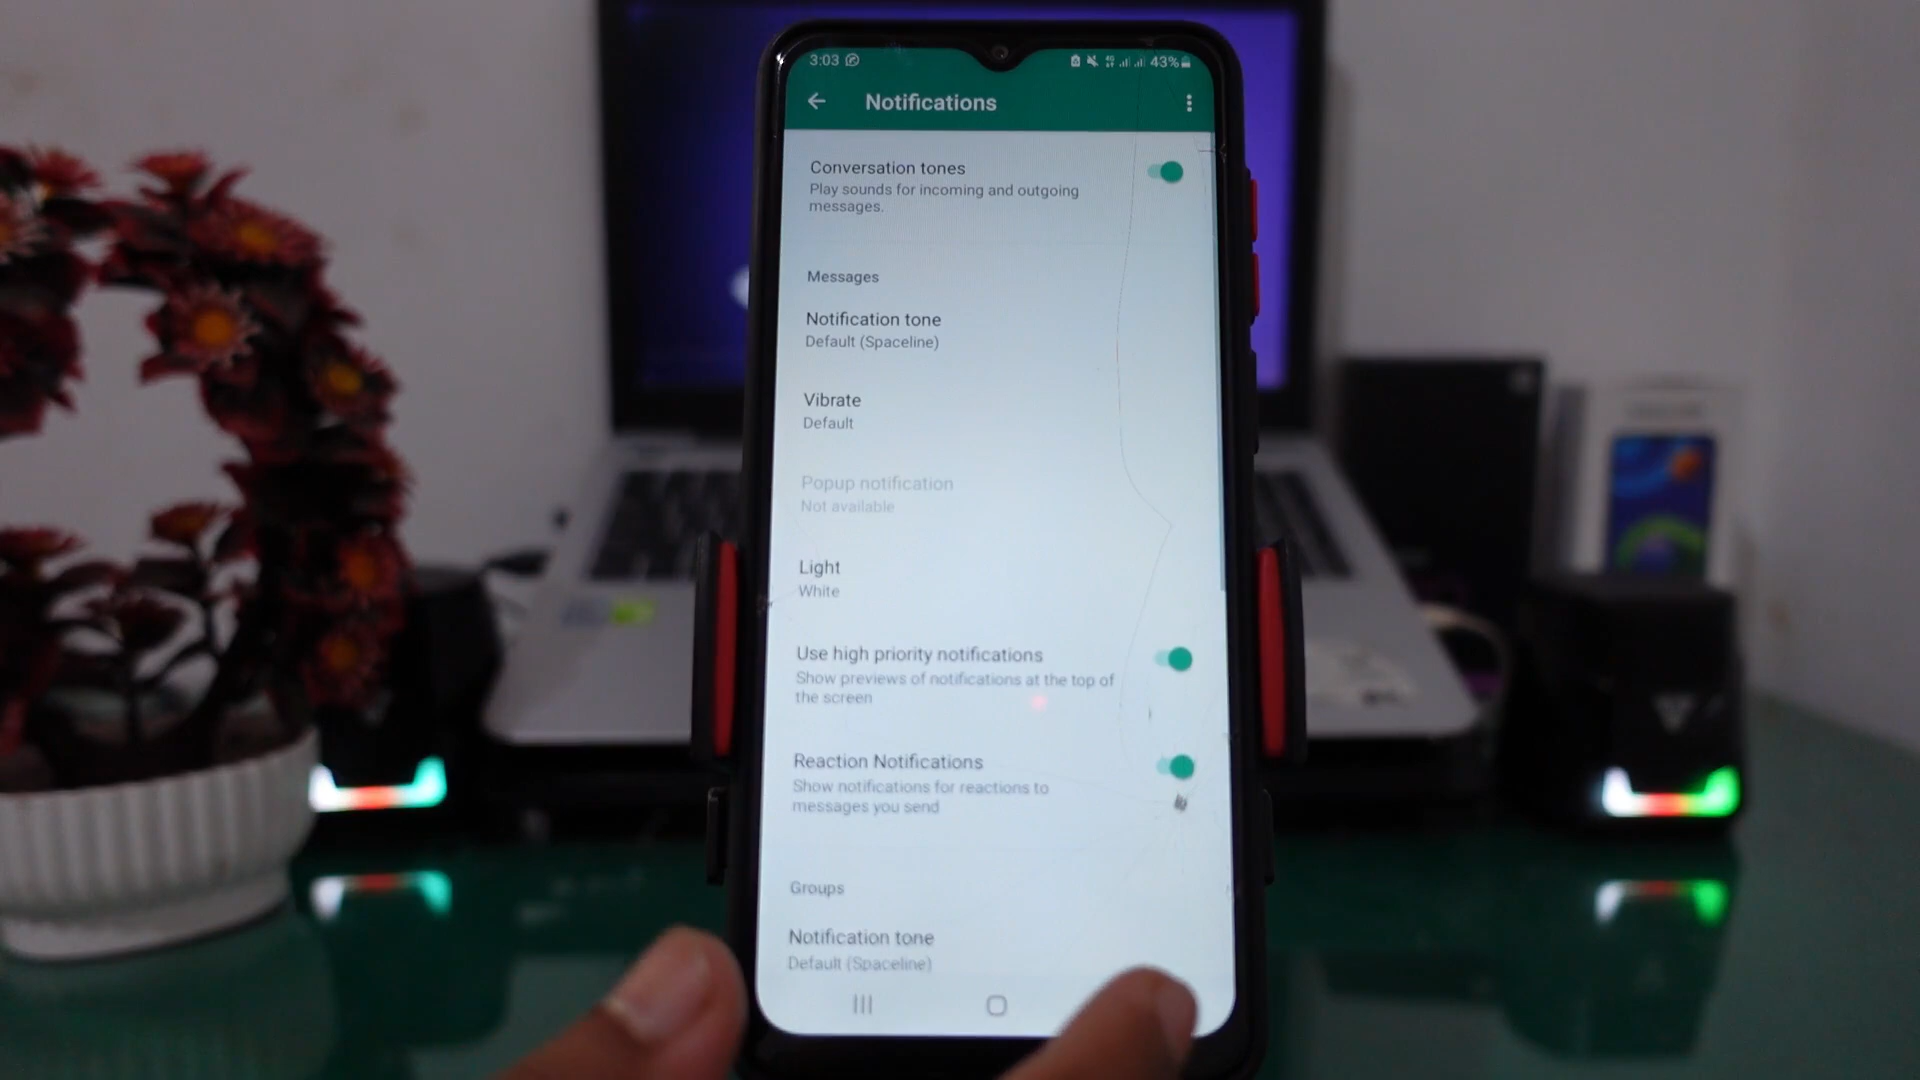 3:03 43%
Notifications
Conversation tones
Play sounds for incoming and outgoing
messages.
Messages
Notification tone
Default (Spaceline)
Vibrate
Default
Popup notification
Not available
Light
White
Use high priority notifications
Show previews of notifications at the top of
the screen
Reaction Notifications
Show notifications for reactions to
messages you send
Groups
Notification tone
Default (Spaceline)